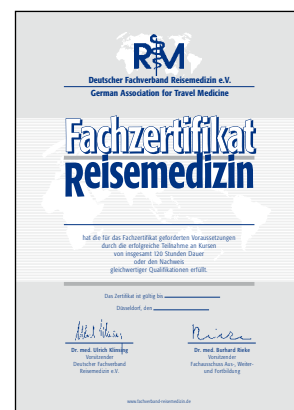 RM
Deutscher Fachverband Reisemedizin e.V.
German Association for Travel Medicine
Fachzertifikat
Reisemedizin
hat die für das Fachzertifikat geforderten Voraussetzungen
durch die erfolgreiche Teilnahme an Kursen
von insgesamt 120 Stunden Dauer
oder den Nachweis
gleichwertiger Qualifikationen erfüllt.
Das Zertifikat ist gültig bis
Düsseldorf, den
Dr. med. Ulrich Klinsing
Vorsitzender
Deutscher Fachverband
Reisemedizin e.V.
Dr. med. Burkhard Rieke
Vorsitzender
Fachausschuss Aus-, Weiter-
und Fortbildung
www.fachverband-reisemedizin.de